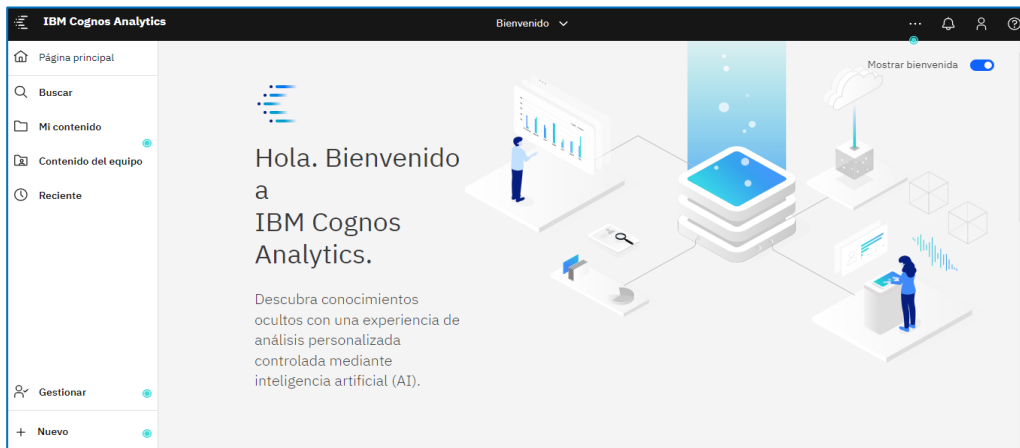 IBM Cognos Analytics
Bienvenido
Página principal
Buscar
Mi contenido
Contenido del equipo
Reciente
Gestionar
+ Nuevo
Mostrar bienvenida
Hola. Bienvenido
a
IBM Cognos
Analytics.
Descubra conocimientos
ocultos con una experiencia de
análisis personalizada
controlada mediante
inteligencia artificial (AI).